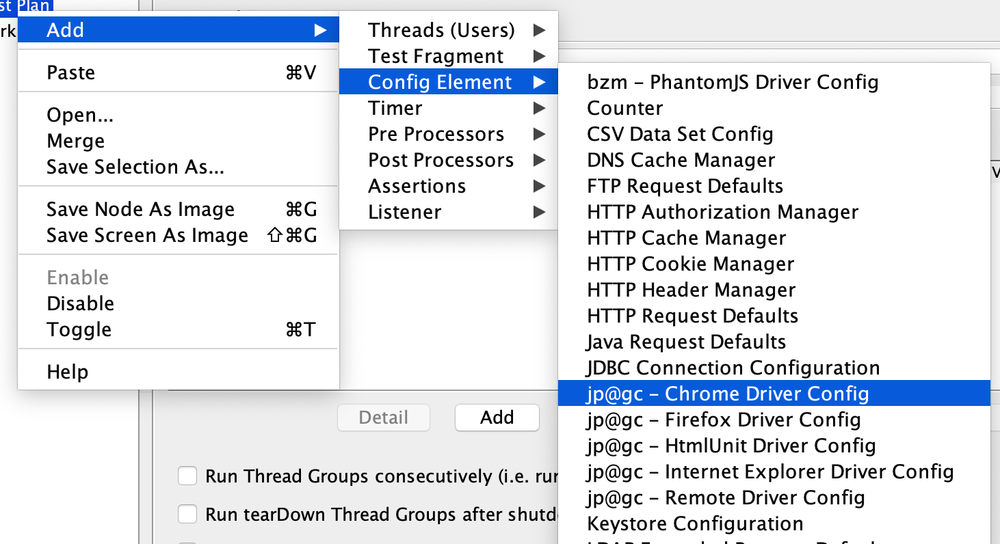 st Plan
rk
Add
Paste ⌘V
Open...
Merge
Save Selection As...
Save Node As Image ⌘G
Save Screen As Image ⇧⌘G
Enable
Disable
Toggle ⌘T
Help
Threads (Users)
Test Fragment
Config Element
Timer
Pre Processors
Post Processors
Assertions
Listener
bzm – PhantomJS Driver Config
Counter
CSV Data Set Config
DNS Cache Manager
FTP Request Defaults
HTTP Authorization Manager
HTTP Cache Manager
HTTP Cookie Manager
HTTP Header Manager
HTTP Request Defaults
Java Request Defaults
JDBC Connection Configuration
jp@gc – Chrome Driver Config
jp@gc – Firefox Driver Config
jp@gc – HtmlUnit Driver Config
jp@gc – Internet Explorer Driver Config
jp@gc – Remote Driver Config
Keystore Configuration
Detail Add
Run Thread Groups consecutively (i.e. rur
Run tearDown Thread Groups after shutd